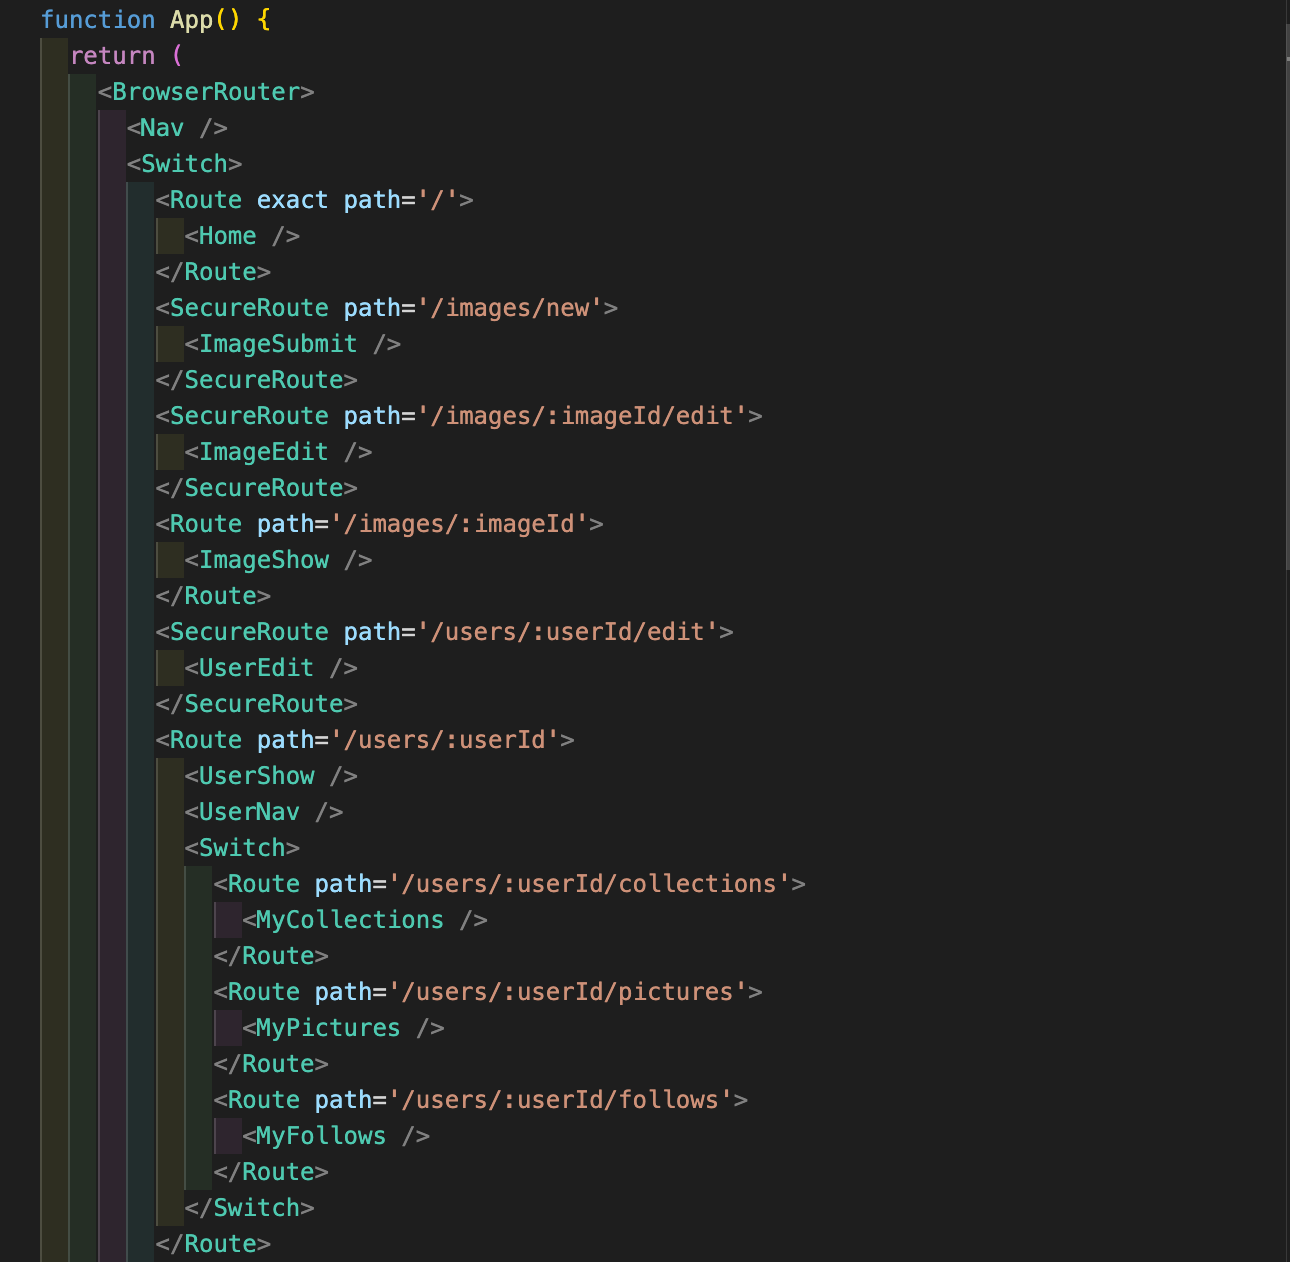 function App() {
  return (
    <BrowserRouter>
      <Nav />
      <Switch>
        <Route exact path='/'>
          <Home />
        </Route>
        <SecureRoute path='/images/new'>
          <ImageSubmit />
        </SecureRoute>
        <SecureRoute path='/images/:imageId/edit'>
          <ImageEdit />
        </SecureRoute>
        <Route path='/images/:imageId'>
          <ImageShow />
        </Route>
        <SecureRoute path='/users/:userId/edit'>
          <UserEdit />
        </SecureRoute>
        <Route path='/users/:userId'>
          <UserShow />
          <UserNav />
          <Switch>
            <Route path='/users/:userId/collections'>
              <MyCollections />
            </Route>
            <Route path='/users/:userId/pictures'>
              <MyPictures />
            </Route>
            <Route path='/users/:userId/follows'>
              <MyFollows />
            </Route>
          </Switch>
        </Route>